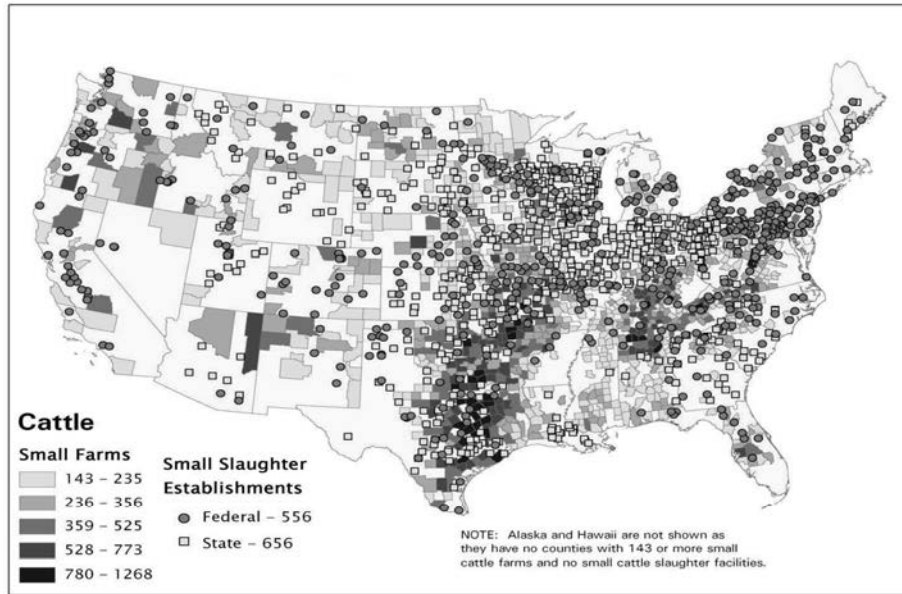 Cattle
Small Farms
143 – 235
236 – 356
359 – 525
528 – 773
780 – 1268
Small Slaughter
Establishments
Federal – 556
State – 656
NOTE: Alaska and Hawaii are not shown as
they have no counties with 143 or more small
cattle farms and no small cattle slaughter facilities.